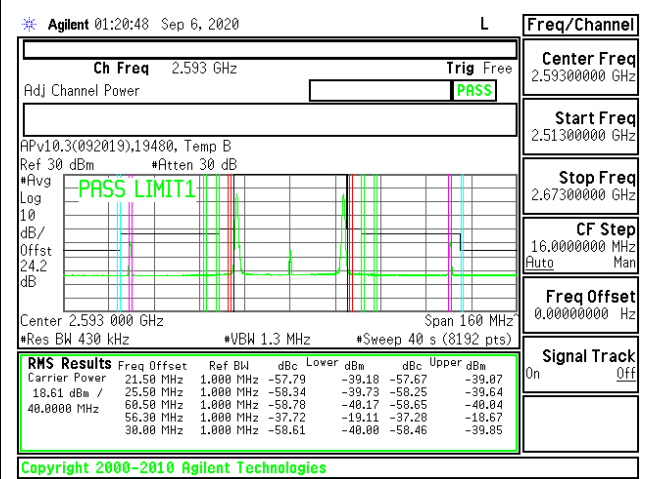 Agilent 01:20:48 Sep 6, 2020 L
Freq/Channel
Ch Freq 2.593 GHz Trig Free
Adj Channel Power PASS
Center Freq
2.59300000 GHz
Start Freq
2.51300000 GHz
Stop Freq
2.67300000 GHz
CF Step
16.0000000 MHz
Auto Man
Freq Offset
0.00000000 Hz
Signal Track
On Off
APv10.3(092019),19480, Temp B
Ref 30 dBm #Atten 30 dB
#Avg
Log
10
dB/
Offst
24.2
dB
PASS LIMIT1
Center 2.593 000 GHz Span 160 MHz^
#Res BW 430 kHz #VBW 1.3 MHz #Sweep 40 s (8192 pts)
RMS Results Freq Offset Ref BW dBc Lower dBm dBc Upper dBm
Carrier Power 21.50 MHz 1.000 MHz -57.79 -39.18 -57.67 -39.07
18.61 dBm / 25.50 MHz 1.000 MHz -58.34 -39.73 -58.25 -39.64
40.0000 MHz 60.50 MHz 1.000 MHz -58.78 -40.17 -58.65 -40.04
56.30 MHz 1.000 MHz -37.72 -19.11 -37.28 -18.67
30.00 MHz 1.000 MHz -58.61 -40.00 -58.46 -39.85
Copyright 2000-2010 Agilent Technologies